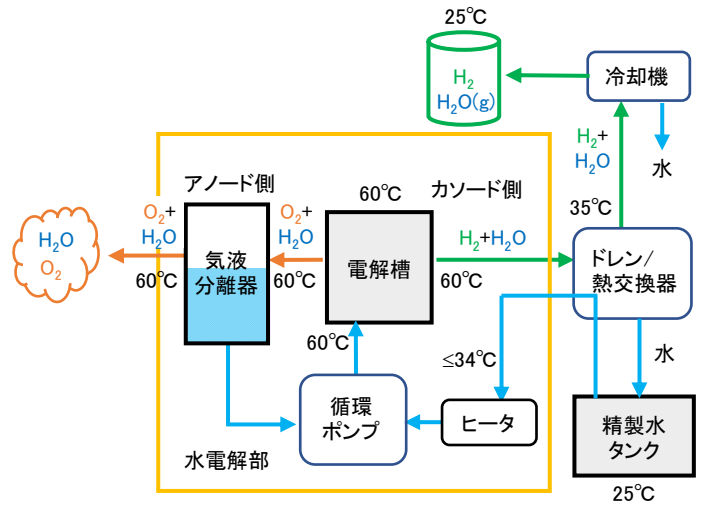 25℃
H₂
H₂O(g)
冷却機
H₂+
H₂O
水
アノード側
60℃
カソード側
35℃
O₂+
H₂O
O₂+
H₂O
H₂O
O₂
気液
分離器
電解槽
H₂+H₂O
ドレン/
熱交換器
60℃
60℃
60℃
60℃
≤34℃
水
循環
ポンプ
ヒータ
精製水
タンク
水電解部
25℃